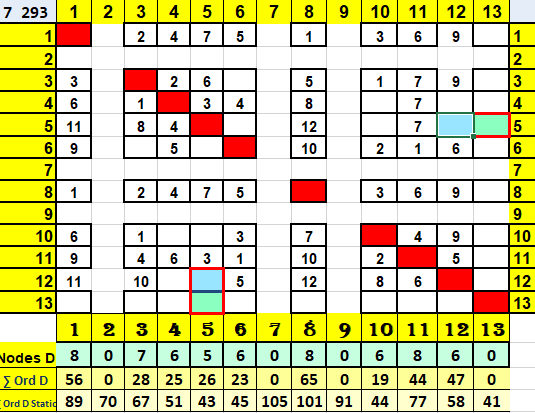 7 293 1 2 3 4 5 6 7 8 9 10 11 12 13
1 2 4 7 5 1 3 6 9 1
2 2
3 3 2 6 5 1 7 9 3
4 6 1 3 4 8 7 4
5 11 8 4 12 7 5
6 9 5 10 2 1 6 6
7 7
8 1 2 4 7 5 3 6 9 8
9 9
10 6 1 3 7 4 9 10
11 9 4 6 3 1 10 2 5 11
12 11 10 5 12 8 6 12
13 13
1 2 3 4 5 6 7 8 9 10 11 12 13
Nodes D 8 0 7 6 5 6 0 8 0 6 8 6 0
∑ Ord D 56 0 28 25 26 23 0 65 0 19 44 47 0
Ord D Static 89 70 67 51 43 45 105 101 91 44 77 58 41